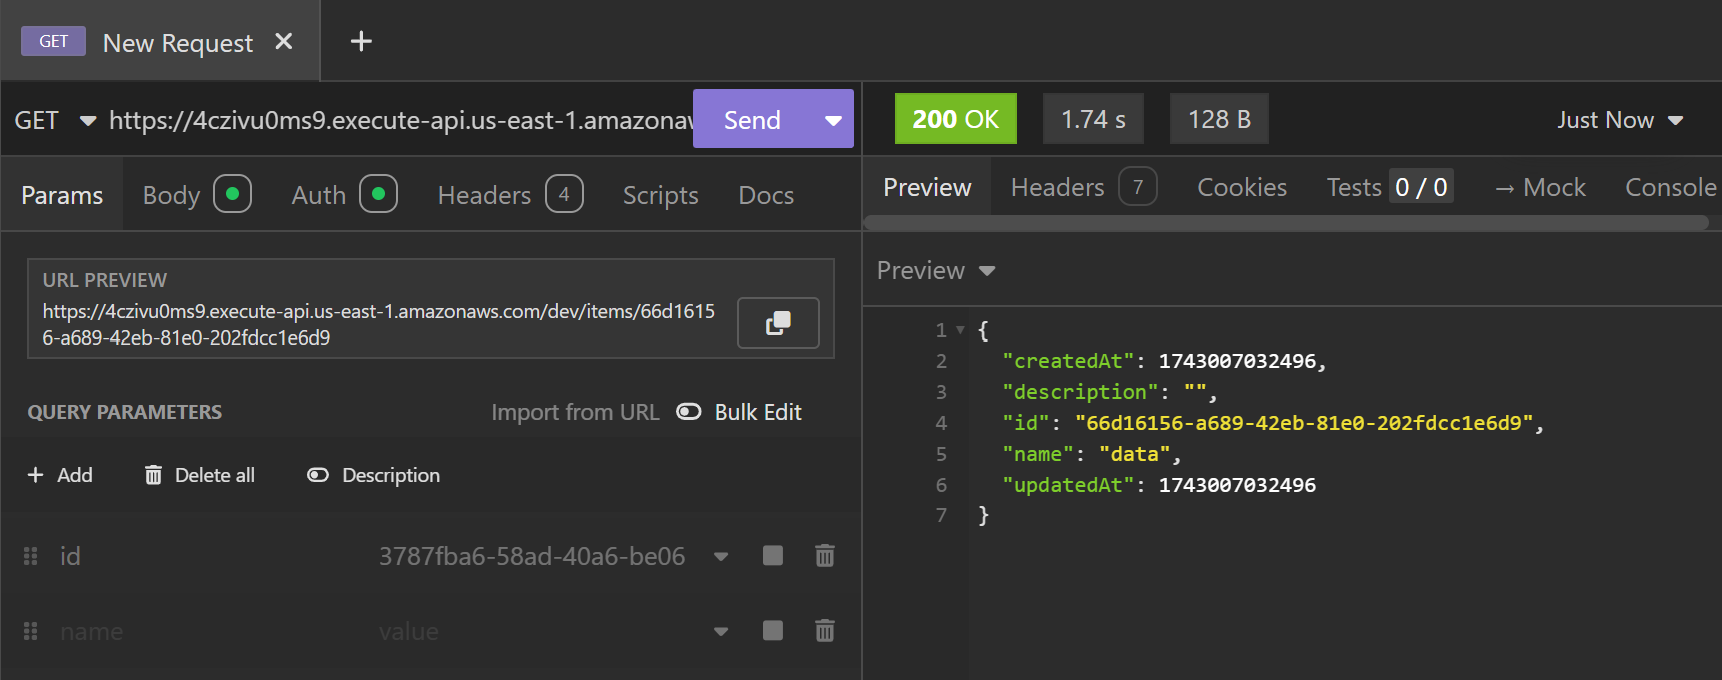 GET New Request
GET https://4czivu0ms9.execute-api.us-east-1.amazonaw Send
200 OK 1.74 s 128 B Just Now
Params Body Auth Headers 4 Scripts Docs
Preview Headers 7 Cookies Tests 0 / 0 → Mock Console
URL PREVIEW
https://4czivu0ms9.execute-api.us-east-1.amazonaws.com/dev/items/66d1615
6-a689-42eb-81e0-202fdcc1e6d9
QUERY PARAMETERS Import from URL Bulk Edit
+ Add Delete all Description
id 3787fba6-58ad-40a6-be06
name value
Preview
1 {
2 "createdAt": 1743007032496,
3 "description": "",
4 "id": "66d16156-a689-42eb-81e0-202fdcc1e6d9",
5 "name": "data",
6 "updatedAt": 1743007032496
7 }